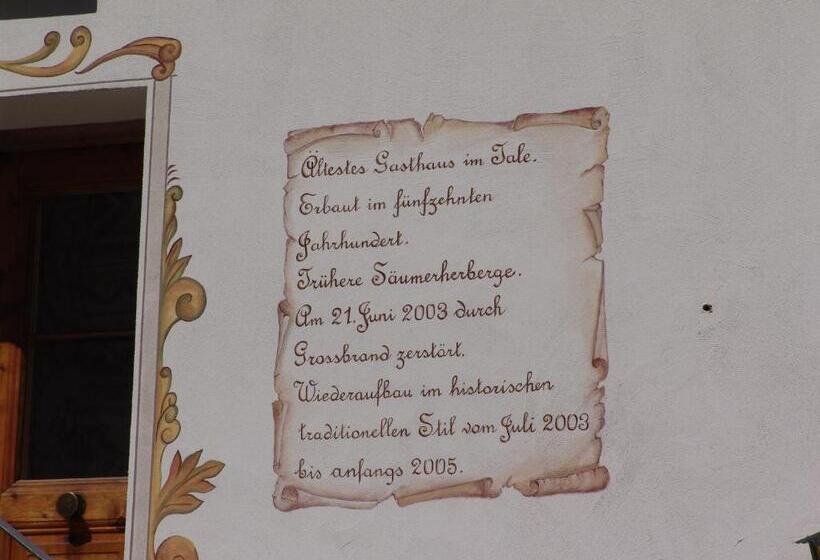 Ältestes Gasthaus im Tale.
Erbaut im fünfzehnten
Jahrhundert.
Frühere Säumerherberge.
Am 21. Juni 2003 durch
Grossbrand zerstört.
Wiederaufbau im historischen
traditionellen Stil vom Juli 2003
bis anfangs 2005.